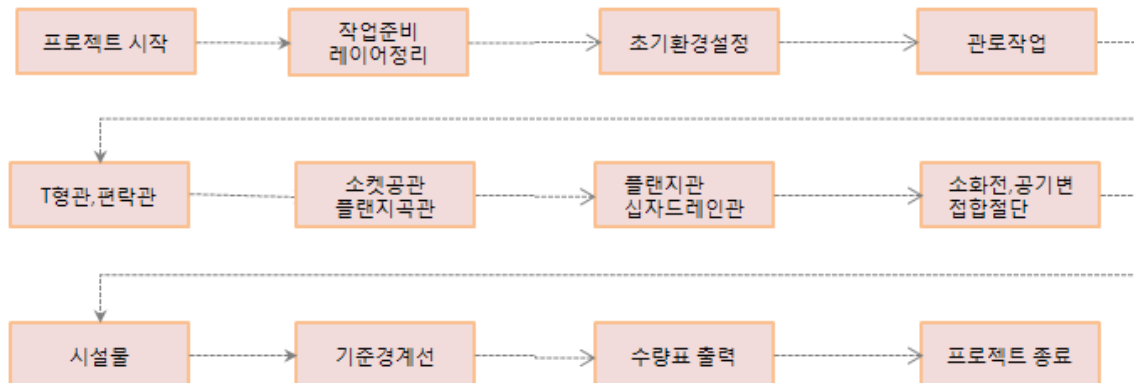 프로젝트 시작
작업준비
레이어정리
초기환경설정
관로작업
T형관,편락관
소켓공관
플랜지곡관
플랜지관
십자드레인관
소화전,공기변
접합절단
시설물
기준경계선
수량표 출력
프로젝트 종료